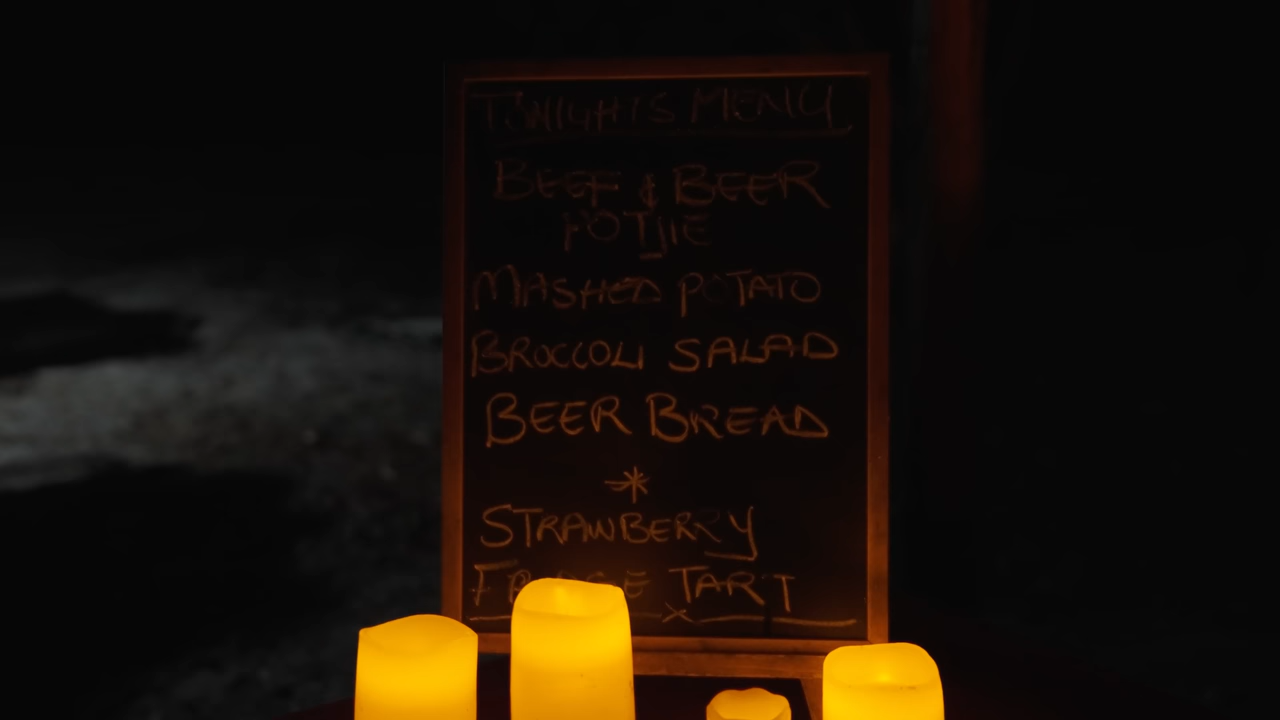 TONIGHTS MENU
BEEF & BEER
POTJIE
MASHED POTATO
BROCCOLI SALAD
BEER BREAD
*
STRAWBERRY
TART